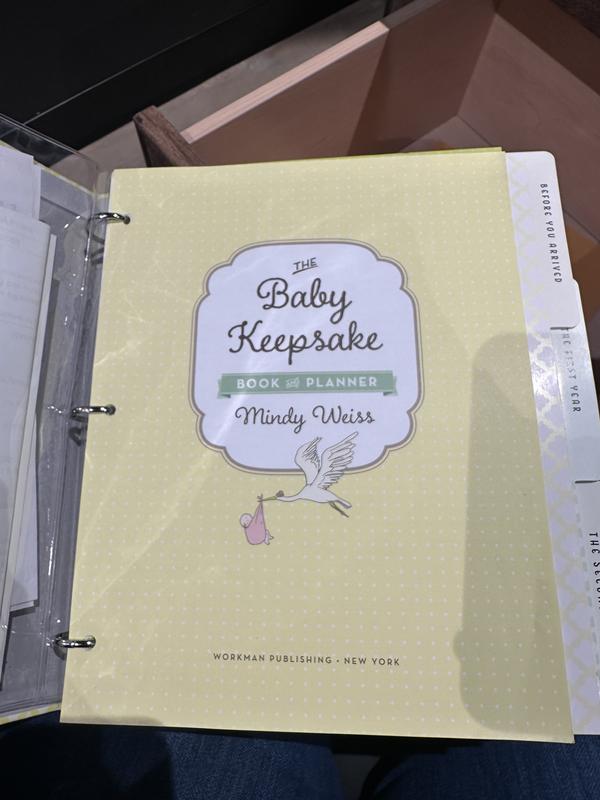 THE
Baby
Keepsake
BOOK and PLANNER
Mindy Weiss
WORKMAN PUBLISHING • NEW YORK
BEFORE YOU ARRIVED
FIRST YEAR
THE